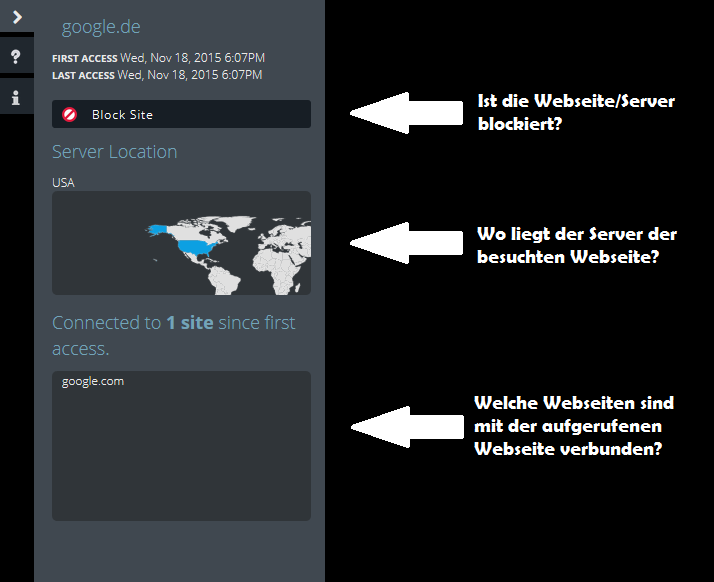 google.de
FIRST ACCESS Wed, Nov 18, 2015 6:07PM
LAST ACCESS Wed, Nov 18, 2015 6:07PM
Block Site
Ist die Webseite/Server
blockiert?
Server Location
USA
Wo liegt der Server der
besuchten Webseite?
Connected to 1 site since first
access.
google.com
Welche Webseiten sind
mit der aufgerufenen
Webseite verbunden?